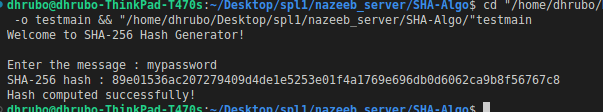 dhrubo@dhrubo-ThinkPad-T470s:~/Desktop/spl1/nazeeb_server/SHA-Algo$ cd "/home/dhrubo/
-o testmain && "/home/dhrubo/Desktop/spl1/nazeeb_server/SHA-Algo/"testmain
Welcome to SHA-256 Hash Generator!
Enter the message : mypassword
SHA-256 hash : 89e01536ac207279409d4de1e5253e01f4a1769e696db0d6062ca9b8f56767c8
Hash computed successfully!
dhrubo@dhrubo-ThinkPad-T470s:~/Desktop/spl1/nazeeb_server/SHA-Algo$